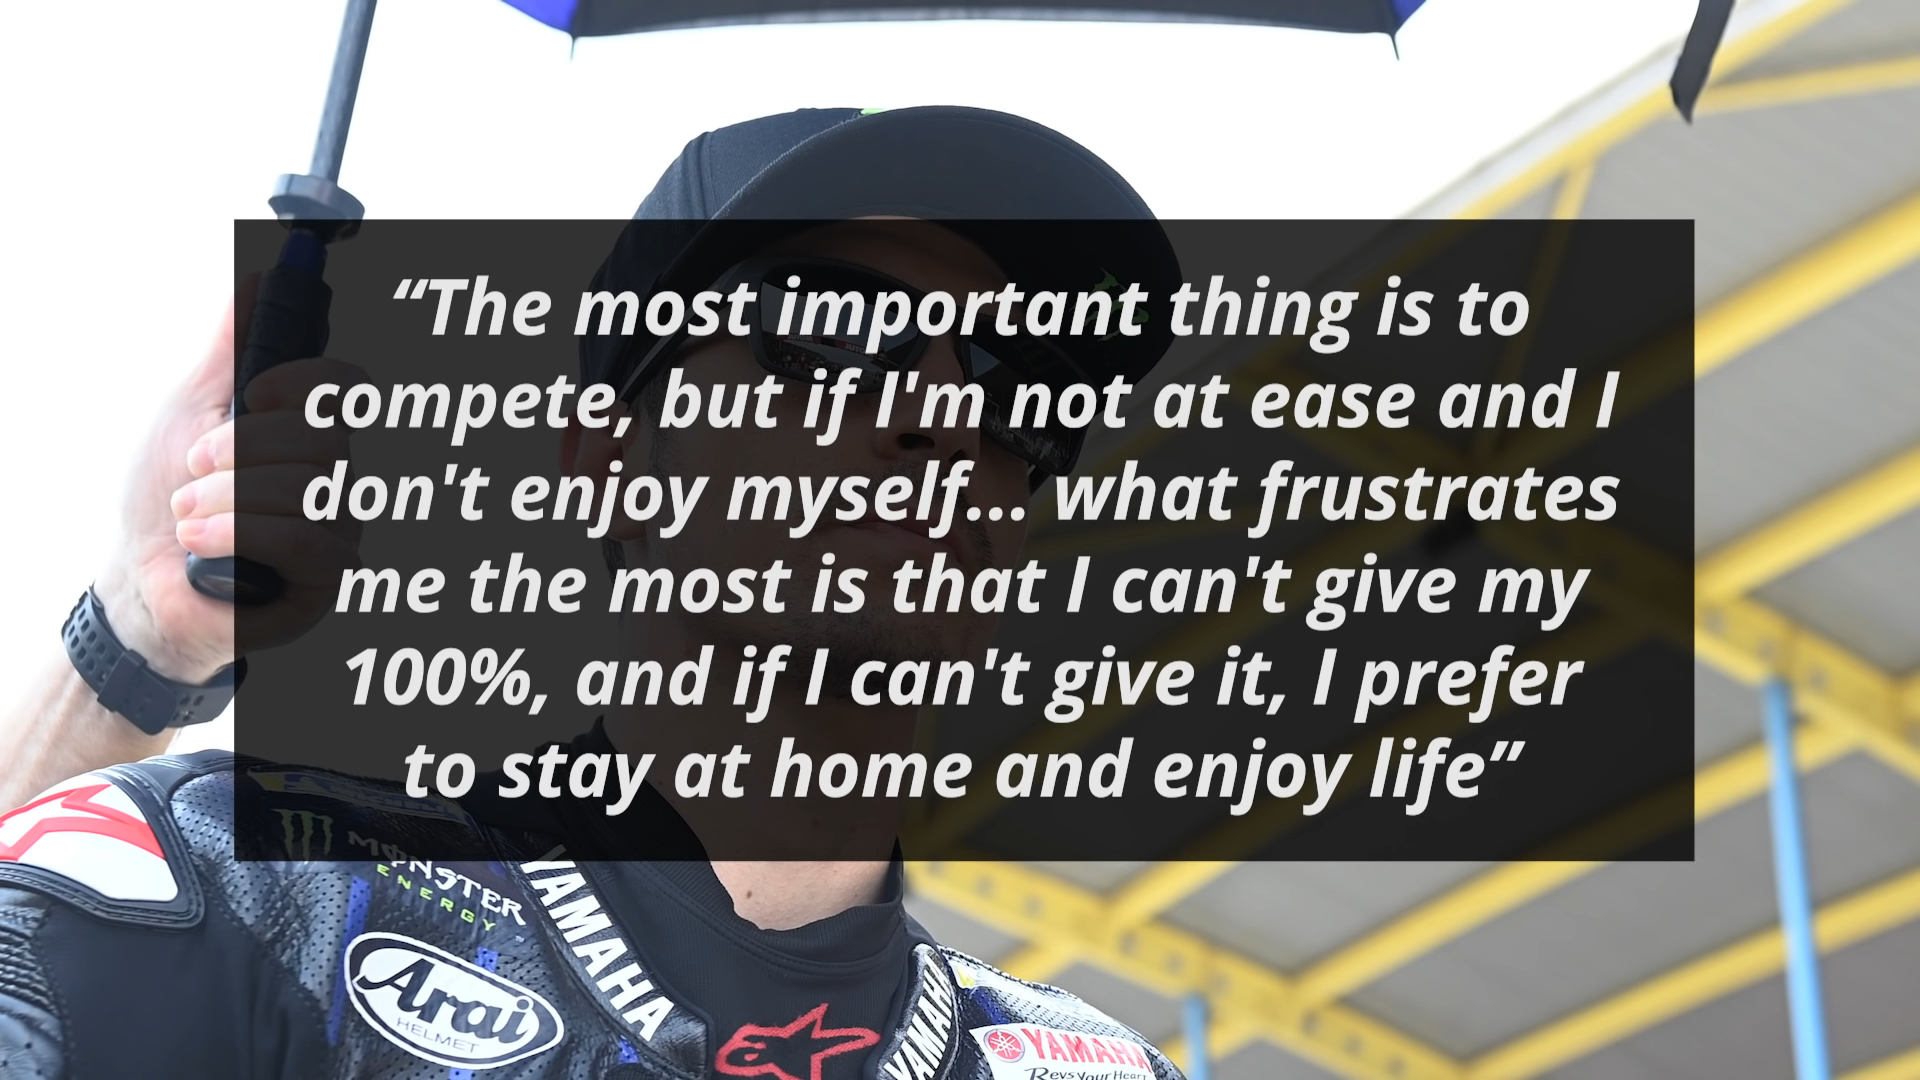 “The most important thing is to
compete, but if I'm not at ease and I
don't enjoy myself... what frustrates
me the most is that I can't give my
100%, and if I can't give it, I prefer
to stay at home and enjoy life”
MONSTER
ENERGY
YAMAHA
Arai
HELMET
YAMAHA
YAMAHA
Revs Your Heart